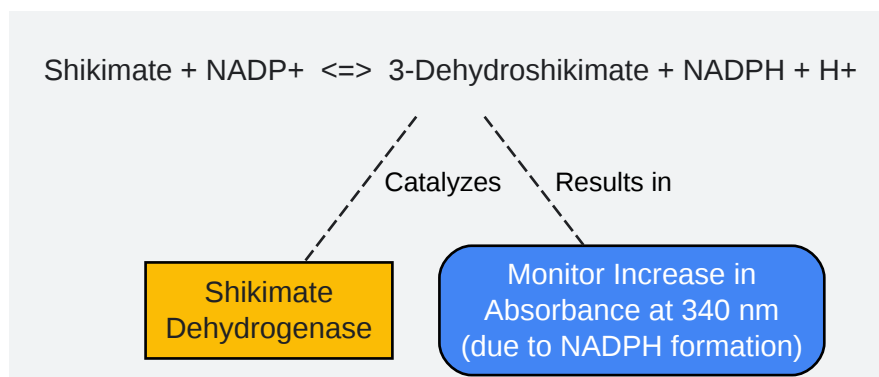 Shikimate + NADP+ <=> 3-Dehydroshikimate + NADPH + H+
Catalyzes
Results in
Shikimate
Dehydrogenase
Monitor Increase in
Absorbance at 340 nm
(due to NADPH formation)